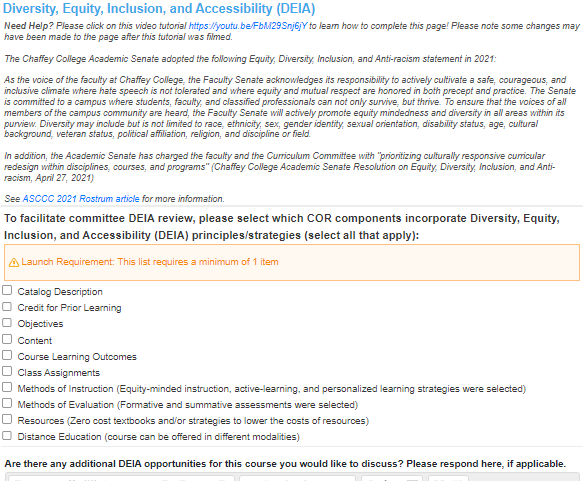 Diversity, Equity, Inclusion, and Accessibility (DEIA)
Need Help? Please click on this video tutorial https://youtu.be/FbM29Snj6jY to learn how to complete this page! Please note some changes may
have been made to the page after this tutorial was filmed.
The Chaffey College Academic Senate adopted the following Equity, Diversity, Inclusion, and Anti-racism statement in 2021:
As the voice of the faculty at Chaffey College, the Faculty Senate acknowledges its responsibility to actively cultivate a safe, courageous, and
inclusive climate where hate speech is not tolerated and where equity and mutual respect are honored in both precept and practice. The Senate
is committed to a campus where students, faculty, and classified professionals can not only survive, but thrive. To ensure that the voices of all
members of the campus community are heard, the Faculty Senate will actively promote equity mindedness and diversity in all areas within its
purview. Diversity may include but is not limited to race, ethnicity, sex, gender identity, sexual orientation, disability status, age, cultural
background, veteran status, political affiliation, religion, and discipline or field.
In addition, the Academic Senate has charged the faculty and the Curriculum Committee with "prioritizing culturally responsive curricular
redesign within disciplines, courses, and programs" (Chaffey College Academic Senate Resolution on Equity, Diversity, Inclusion, and Anti-
racism, April 27, 2021)
See ASCCC 2021 Rostrum article for more information.
To facilitate committee DEIA review, please select which COR components incorporate Diversity, Equity,
Inclusion, and Accessibility (DEIA) principles/strategies (select all that apply):
Launch Requirement: This list requires a minimum of 1 item
Catalog Description
Credit for Prior Learning
Objectives
Content
Course Learning Outcomes
Class Assignments
Methods of Instruction (Equity-minded instruction, active-learning, and personalized learning strategies were selected)
Methods of Evaluation (Formative and summative assessments were selected)
Resources (Zero cost textbooks and/or strategies to lower the costs of resources)
Distance Education (course can be offered in different modalities)
Are there any additional DEIA opportunities for this course you would like to discuss? Please respond here, if applicable.